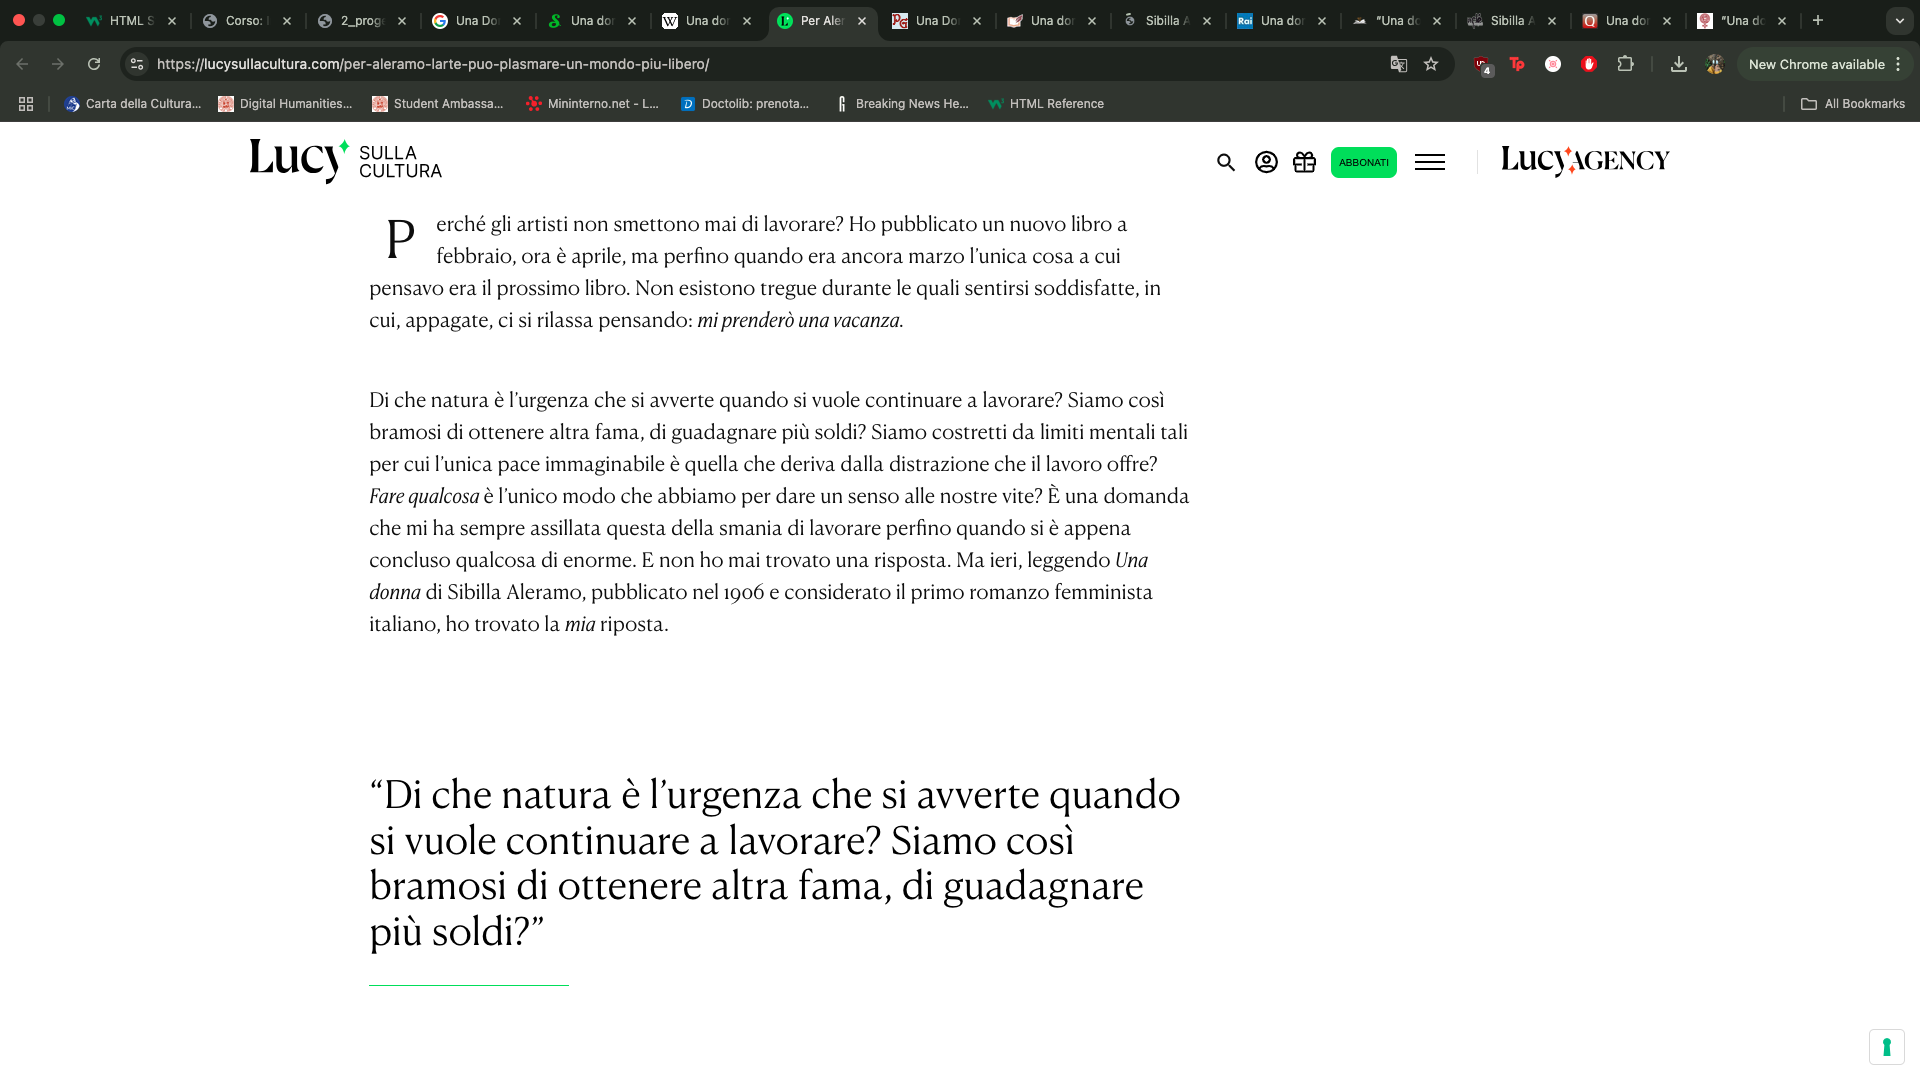 HTML S
Corso: I
2_proge
Una Do
Una dor
Una dor
Per Aler
Una Do
Una dor
Sibilla A
Una dor
"Una do
Sibilla A
Una dor
"Una do
https://lucysullacultura.com/per-aleramo-larte-puo-plasmare-un-mondo-piu-libero/
4
Tp
New Chrome available
Carta della Cultura...
Digital Humanities...
Student Ambassa...
Mininterno.net - L...
Doctolib: prenota...
Breaking News He...
HTML Reference
All Bookmarks
Lucy SULLA CULTURA
ABBONATI
Lucy AGENCY
Perché gli artisti non smettono mai di lavorare? Ho pubblicato un nuovo libro a
febbraio, ora è aprile, ma perfino quando era ancora marzo l’unica cosa a cui
pensavo era il prossimo libro. Non esistono tregue durante le quali sentirsi soddisfatte, in
cui, appagate, ci si rilassa pensando: mi prenderò una vacanza.
Di che natura è l’urgenza che si avverte quando si vuole continuare a lavorare? Siamo così
bramosi di ottenere altra fama, di guadagnare più soldi? Siamo costretti da limiti mentali tali
per cui l’unica pace immaginabile è quella che deriva dalla distrazione che il lavoro offre?
Fare qualcosa è l’unico modo che abbiamo per dare un senso alle nostre vite? È una domanda
che mi ha sempre assillata questa della smania di lavorare perfino quando si è appena
concluso qualcosa di enorme. E non ho mai trovato una risposta. Ma ieri, leggendo Una
donna di Sibilla Aleramo, pubblicato nel 1906 e considerato il primo romanzo femminista
italiano, ho trovato la mia risposta.
“Di che natura è l’urgenza che si avverte quando
si vuole continuare a lavorare? Siamo così
bramosi di ottenere altra fama, di guadagnare
più soldi?”